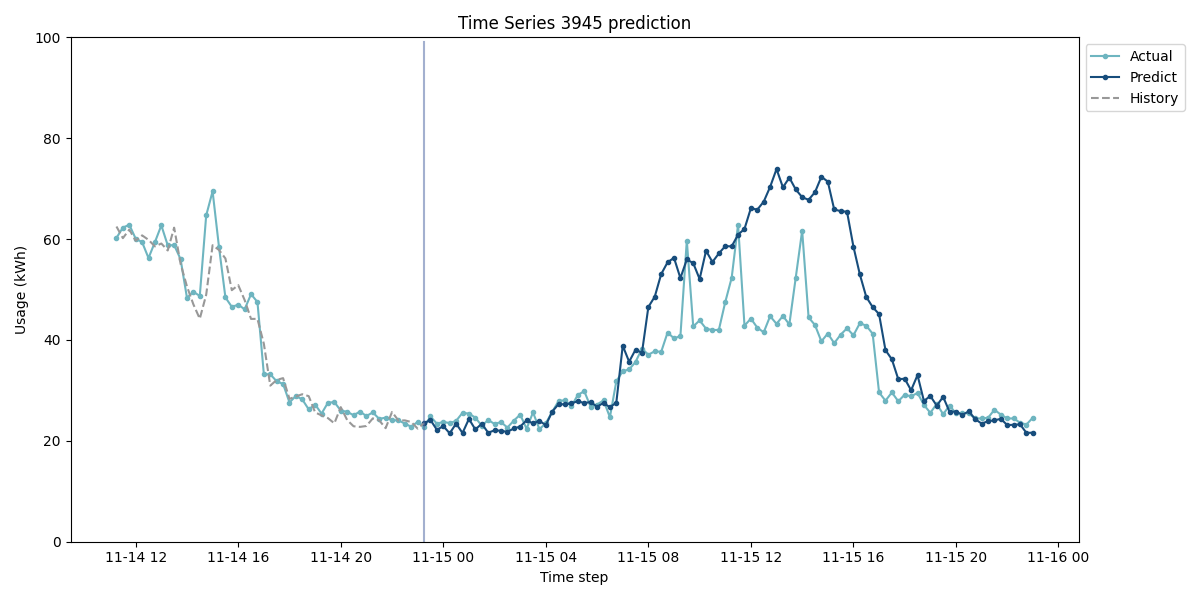 Time Series 3945 prediction
100
80
60
40
20
0
Usage (kWh)
11-14 12
11-14 16
11-14 20
11-15 00
11-15 04
11-15 08
11-15 12
11-15 16
11-15 20
11-16 00
Time step
Actual
Predict
History